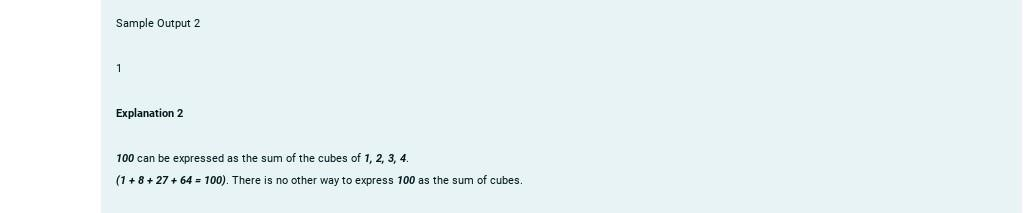 Sample Output 2
1
Explanation 2
100 can be expressed as the sum of the cubes of 1, 2, 3, 4.
(1 + 8 + 27 + 64 = 100). There is no other way to express 100 as the sum of cubes.